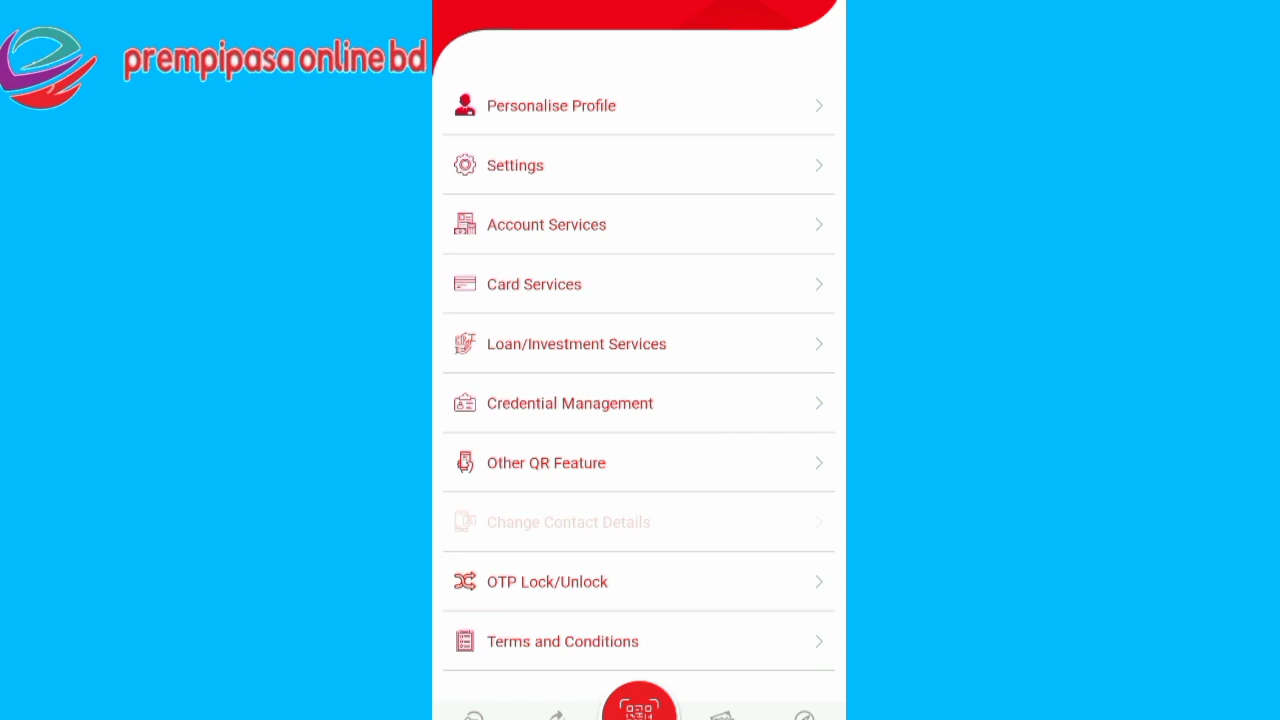 prempipasa online bd
Personalise Profile
Settings
Account Services
Card Services
Loan/Investment Services
Credential Management
Other QR Feature
Change Contact Details
OTP Lock/Unlock
Terms and Conditions